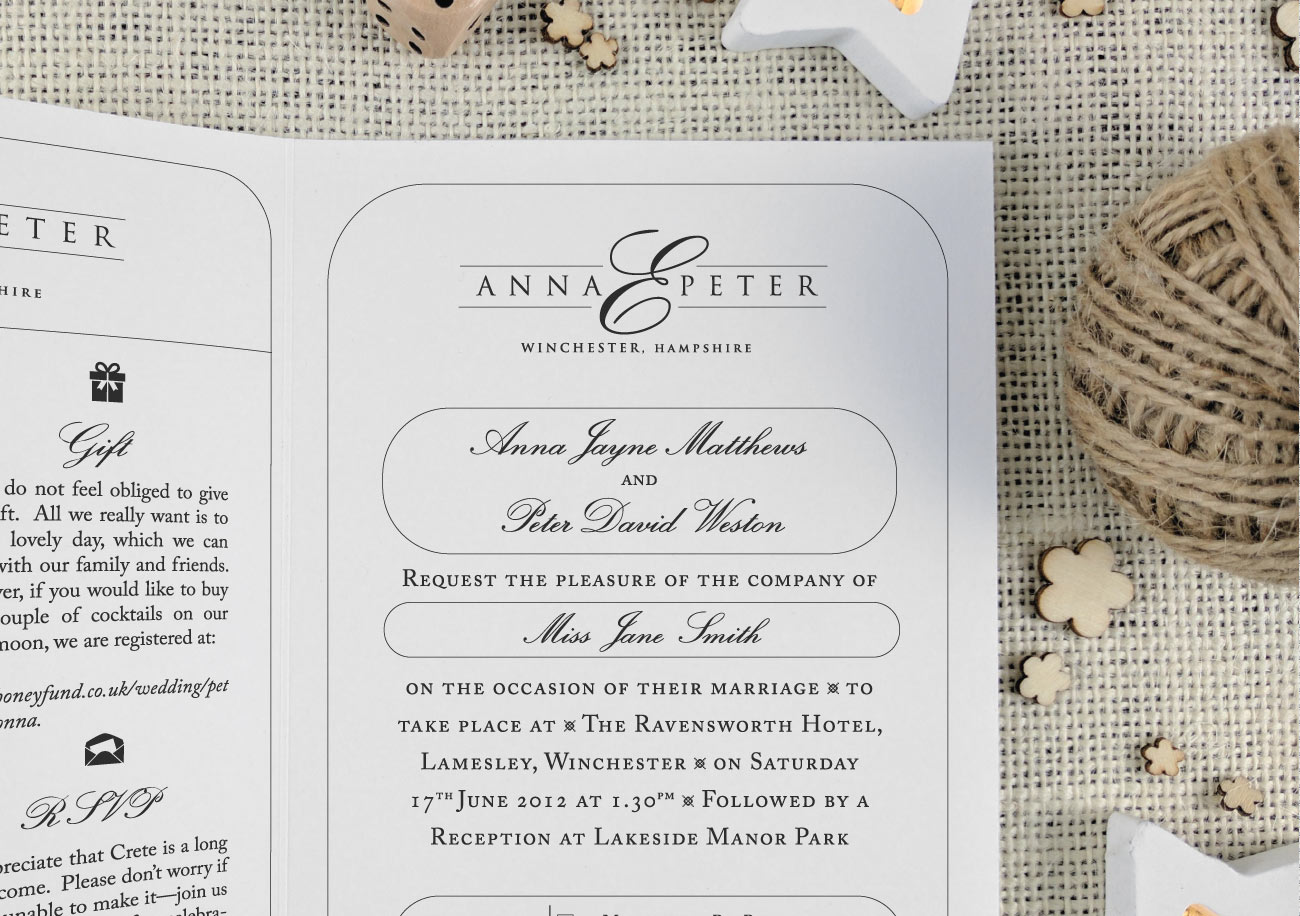 ETER
HIRE
Gift
do not feel obliged to give
ft. All we really want is to
lovely day, which we can
with our family and friends.
ver, if you would like to buy
ouple of cocktails on our
moon, we are registered at:
ooneyfund.co.uk/wedding/pet
onna.
RSVP
preciate that Crete is a long
come. Please don't worry if
unable to make it—join us
ANNA & PETER
WINCHESTER, HAMPSHIRE
Anna Jayne Matthews
AND
Peter David Weston
REQUEST THE PLEASURE OF THE COMPANY OF
Miss Jane Smith
ON THE OCCASION OF THEIR MARRIAGE ※ TO
TAKE PLACE AT ※ THE RAVENSWORTH HOTEL,
LAMESLEY, WINCHESTER ※ ON SATURDAY
17TH JUNE 2012 AT 1.30PM ※ FOLLOWED BY A
RECEPTION AT LAKESIDE MANOR PARK